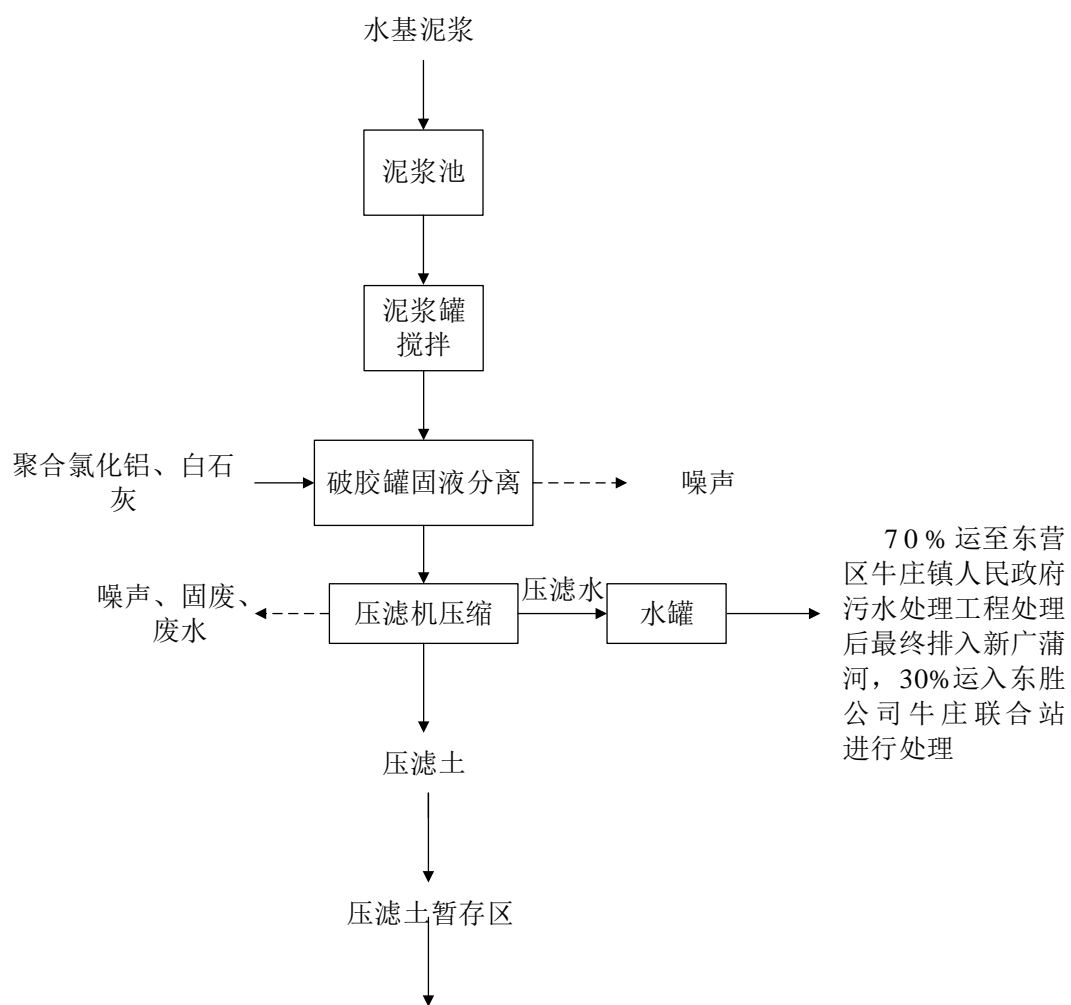 水基泥浆
泥浆池
泥浆罐
搅拌
聚合氯化铝、白石
灰
破胶罐固液分离
噪声
噪声、固废、
废水
压滤机压缩
压滤水
水罐
70%运至东营
区牛庄镇人民政府
污水处理工程处理
后最终排入新广蒲
河，30%运入东胜
公司牛庄联合站
进行处理
压滤土
压滤土暂存区